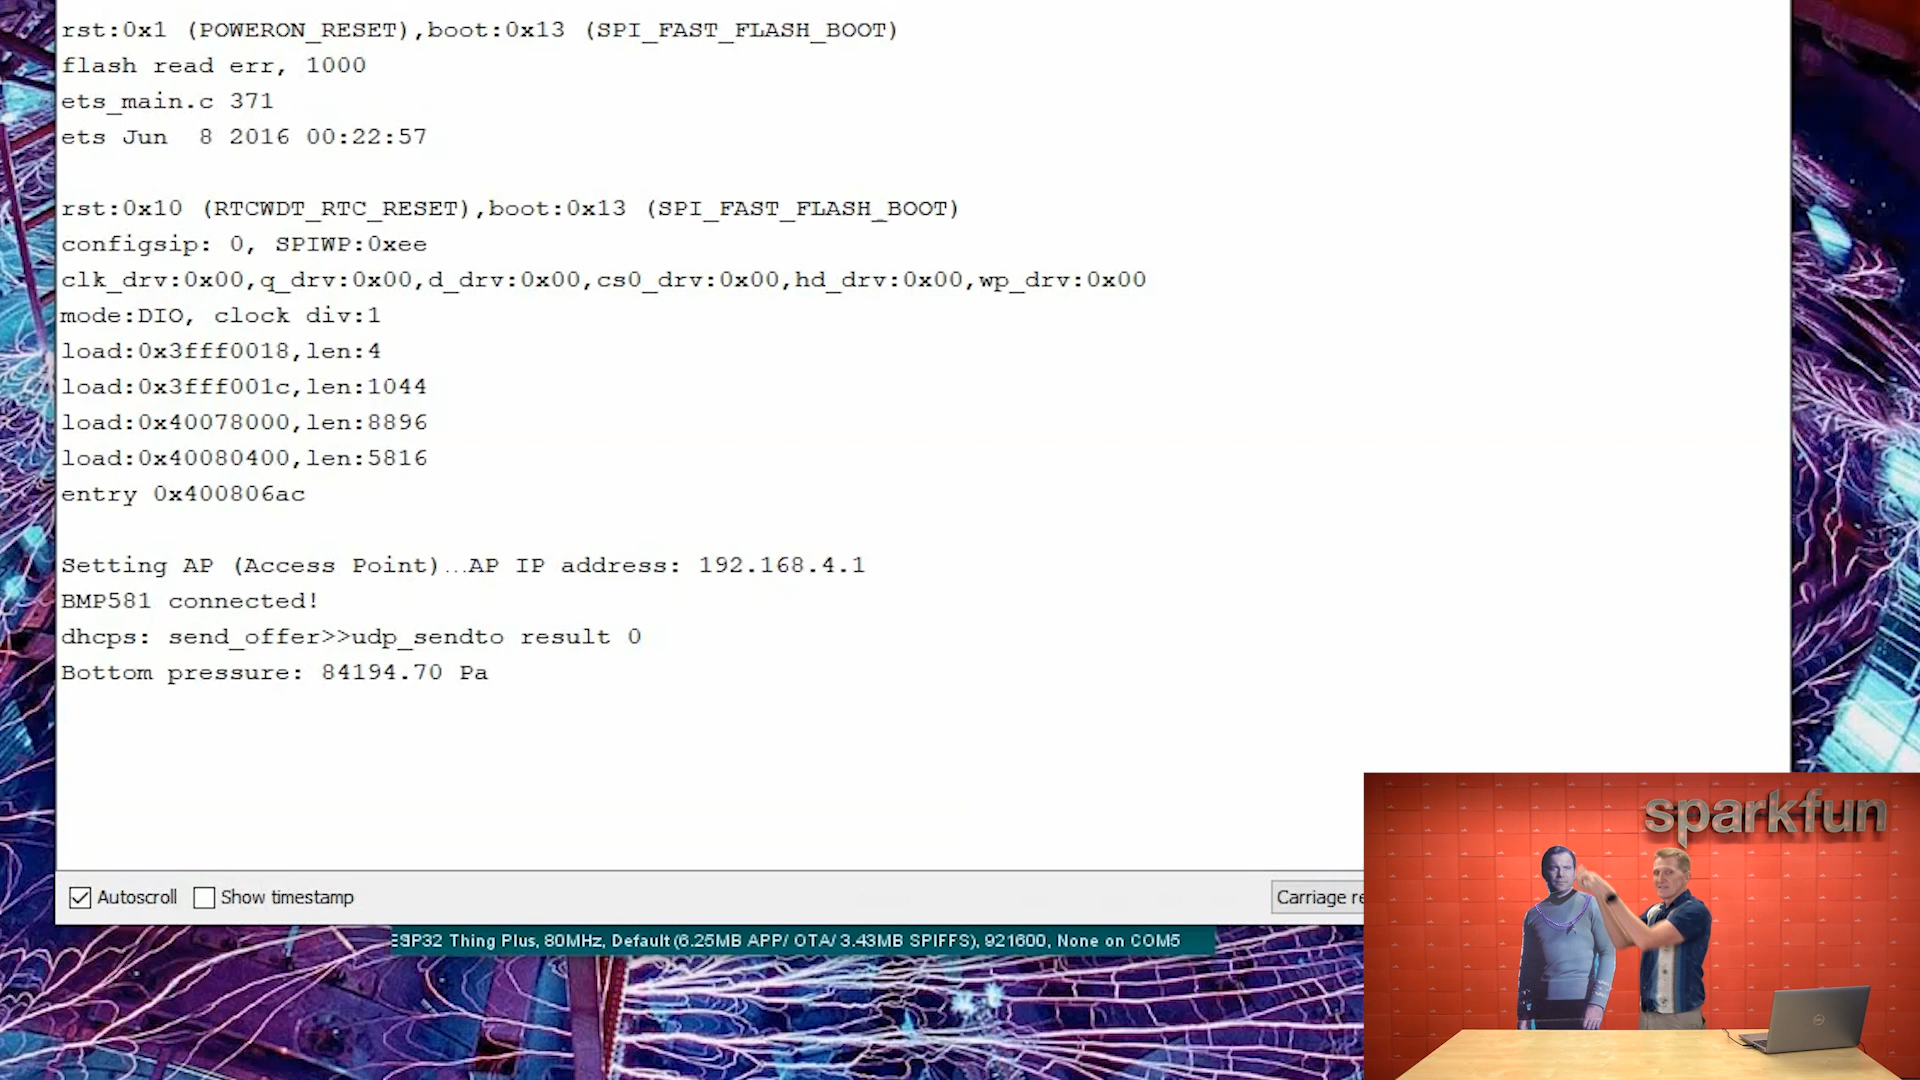 rst:0x1 (POWERON_RESET),boot:0x13 (SPI_FAST_FLASH_BOOT)
flash read err, 1000
ets_main.c 371
ets Jun  8 2016 00:22:57
rst:0x10 (RTCWDT_RTC_RESET),boot:0x13 (SPI_FAST_FLASH_BOOT)
configsip: 0, SPIWP:0xee
clk_drv:0x00,q_drv:0x00,d_drv:0x00,cs0_drv:0x00,hd_drv:0x00,wp_drv:0x00
mode:DIO, clock div:1
load:0x3fff0018,len:4
load:0x3fff001c,len:1044
load:0x40078000,len:8896
load:0x40080400,len:5816
entry 0x400806ac
Setting AP (Access Point)…AP IP address: 192.168.4.1
BMP581 connected!
dhcps: send_offer>>udp_sendto result 0
Bottom pressure: 84194.70 Pa
Autoscroll Show timestamp Carriage re
ESP32 Thing Plus, 80MHz, Default (6.25MB APP/ OTA/ 3.43MB SPIFFS), 921600, None on COM5
sparkfun